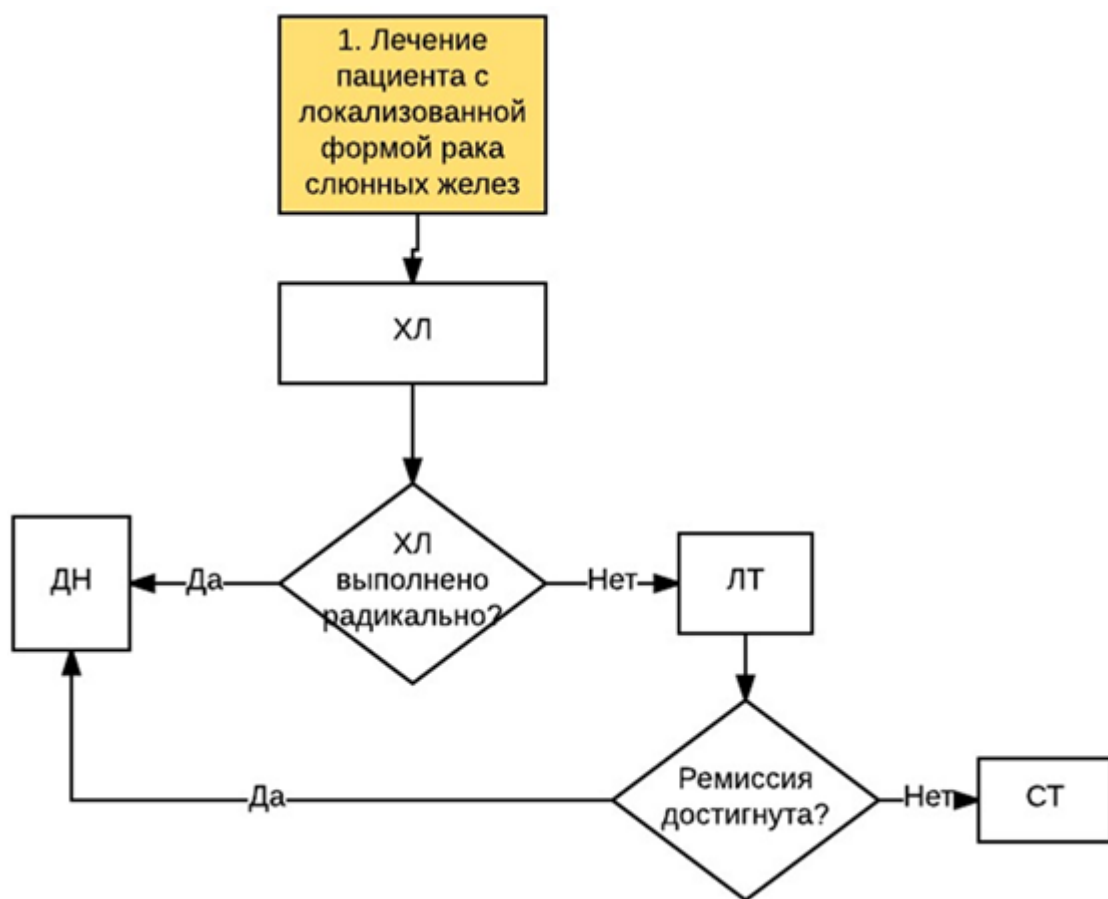 1. Лечение
пациента с
локализованной
формой рака
слюнных желез
ХЛ
ХЛ
выполнено
радикально?
ДН
Да
Нет
ЛТ
Ремиссия
достигнута?
Да
Нет
СТ